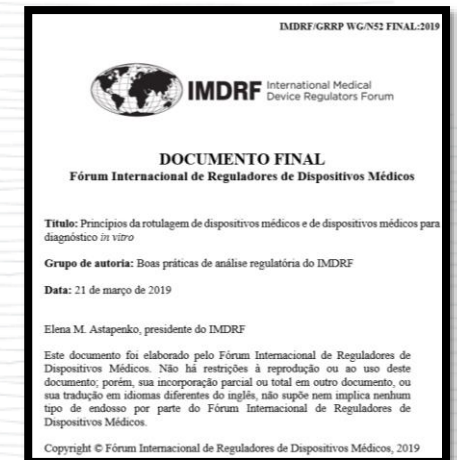 IMDRF/GRRP WG/N52 FINAL:2019
IMDRF International Medical
Device Regulators Forum
DOCUMENTO FINAL
Fórum Internacional de Reguladores de Dispositivos Médicos
Título: Princípios da rotulagem de dispositivos médicos e de dispositivos médicos para
diagnóstico in vitro
Grupo de autoria: Boas práticas de análise regulatória do IMDRF
Data: 21 de março de 2019
Elena M. Astapenko, presidente do IMDRF
Este documento foi elaborado pelo Fórum Internacional de Reguladores de
Dispositivos Médicos. Não há restrições à reprodução ou ao uso deste
documento; porém, sua incorporação parcial ou total em outro documento, ou
sua tradução em idiomas diferentes do inglês, não supõe nem implica nenhum
tipo de endosso por parte do Fórum Internacional de Reguladores de
Dispositivos Médicos.
Copyright © Fórum Internacional de Reguladores de Dispositivos Médicos, 2019